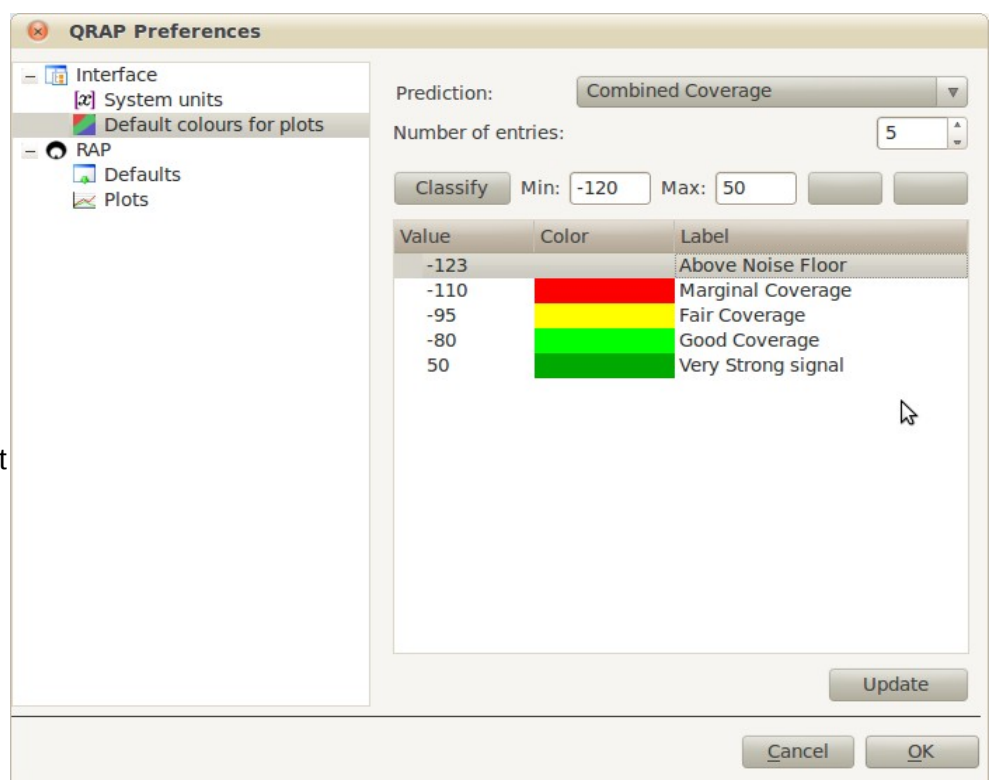 QRAP Preferences
Interface
[x] System units
Default colours for plots
RAP
Defaults
Plots
Prediction: Combined Coverage
Number of entries: 5
Classify Min: -120 Max: 50
Value Color Label
-123 Above Noise Floor
-110 Marginal Coverage
-95 Fair Coverage
-80 Good Coverage
50 Very Strong signal
t
Update
Cancel OK